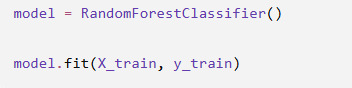 model = RandomForestClassifier()
model.fit(X_train, y_train)